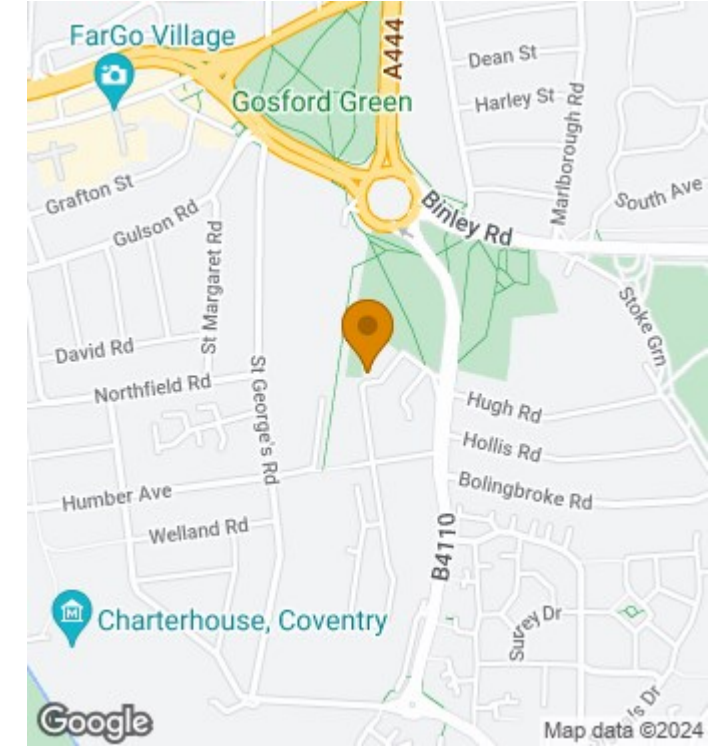 FarGo Village
A444
Dean St
Harley St
Gosford Green
Marlborough Rd
Grafton St
South Ave
Gulson Rd
Binley Rd
St Margaret Rd
Stoke Grn
David Rd
Northfield Rd
St George's Rd
Hugh Rd
Hollis Rd
Humber Ave
Bolingbroke Rd
Welland Rd
B4110
Charterhouse, Coventry
Surrey Dr
Google
Map data ©2024